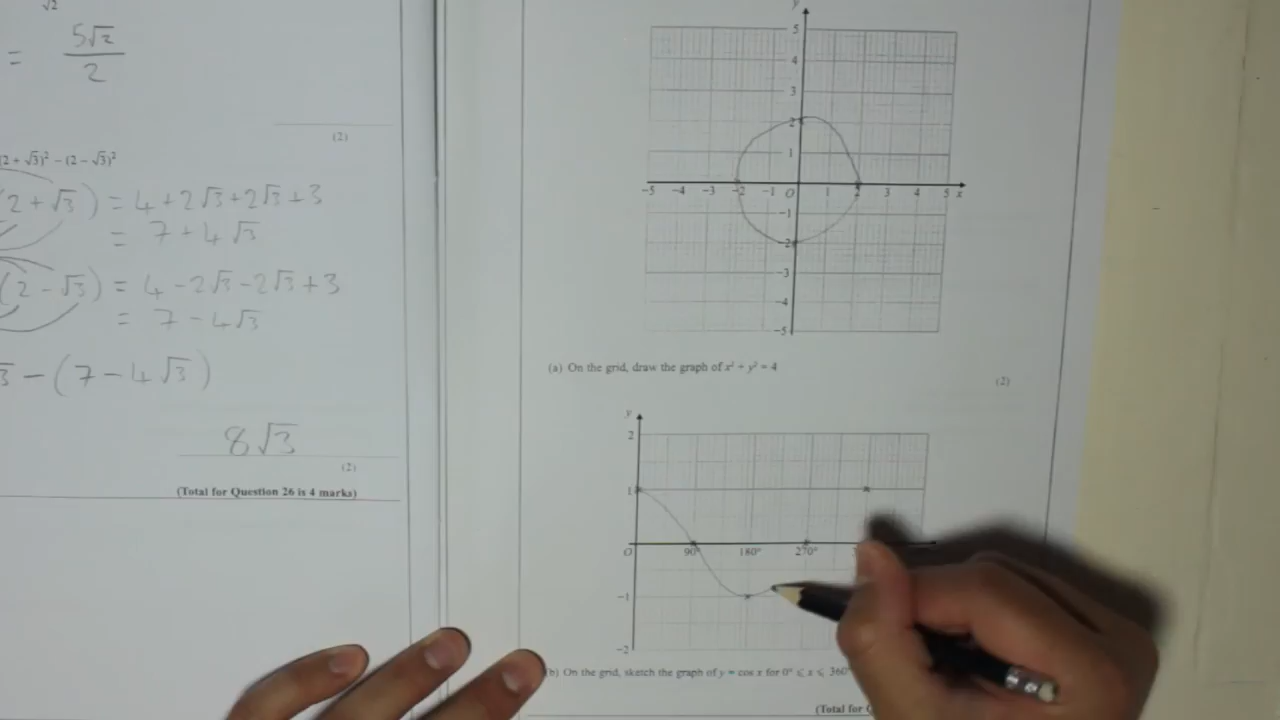 √2
= 5√2
2
(2)
(2 + √3)² − (2 − √3)²
(2 + √3) = 4 + 2√3 + 2√3 + 3
= 7 + 4√3
(2 − √3) = 4 − 2√3 − 2√3 + 3
= 7 − 4√3
− (7 − 4√3)
8√3
(2)
(Total for Question 26 is 4 marks)
y
5
4
3
2
1
−5 −4 −3 −2 −1 O 1 2 3 4 5 x
−1
−2
−3
−4
−5
(a) On the grid, draw the graph of x² + y² = 4
(2)
y
2
1
O 90° 180° 270°
−1
−2
(b) On the grid, sketch the graph of y = cos x for 0° ⩽ x ⩽ 360°
(Total for